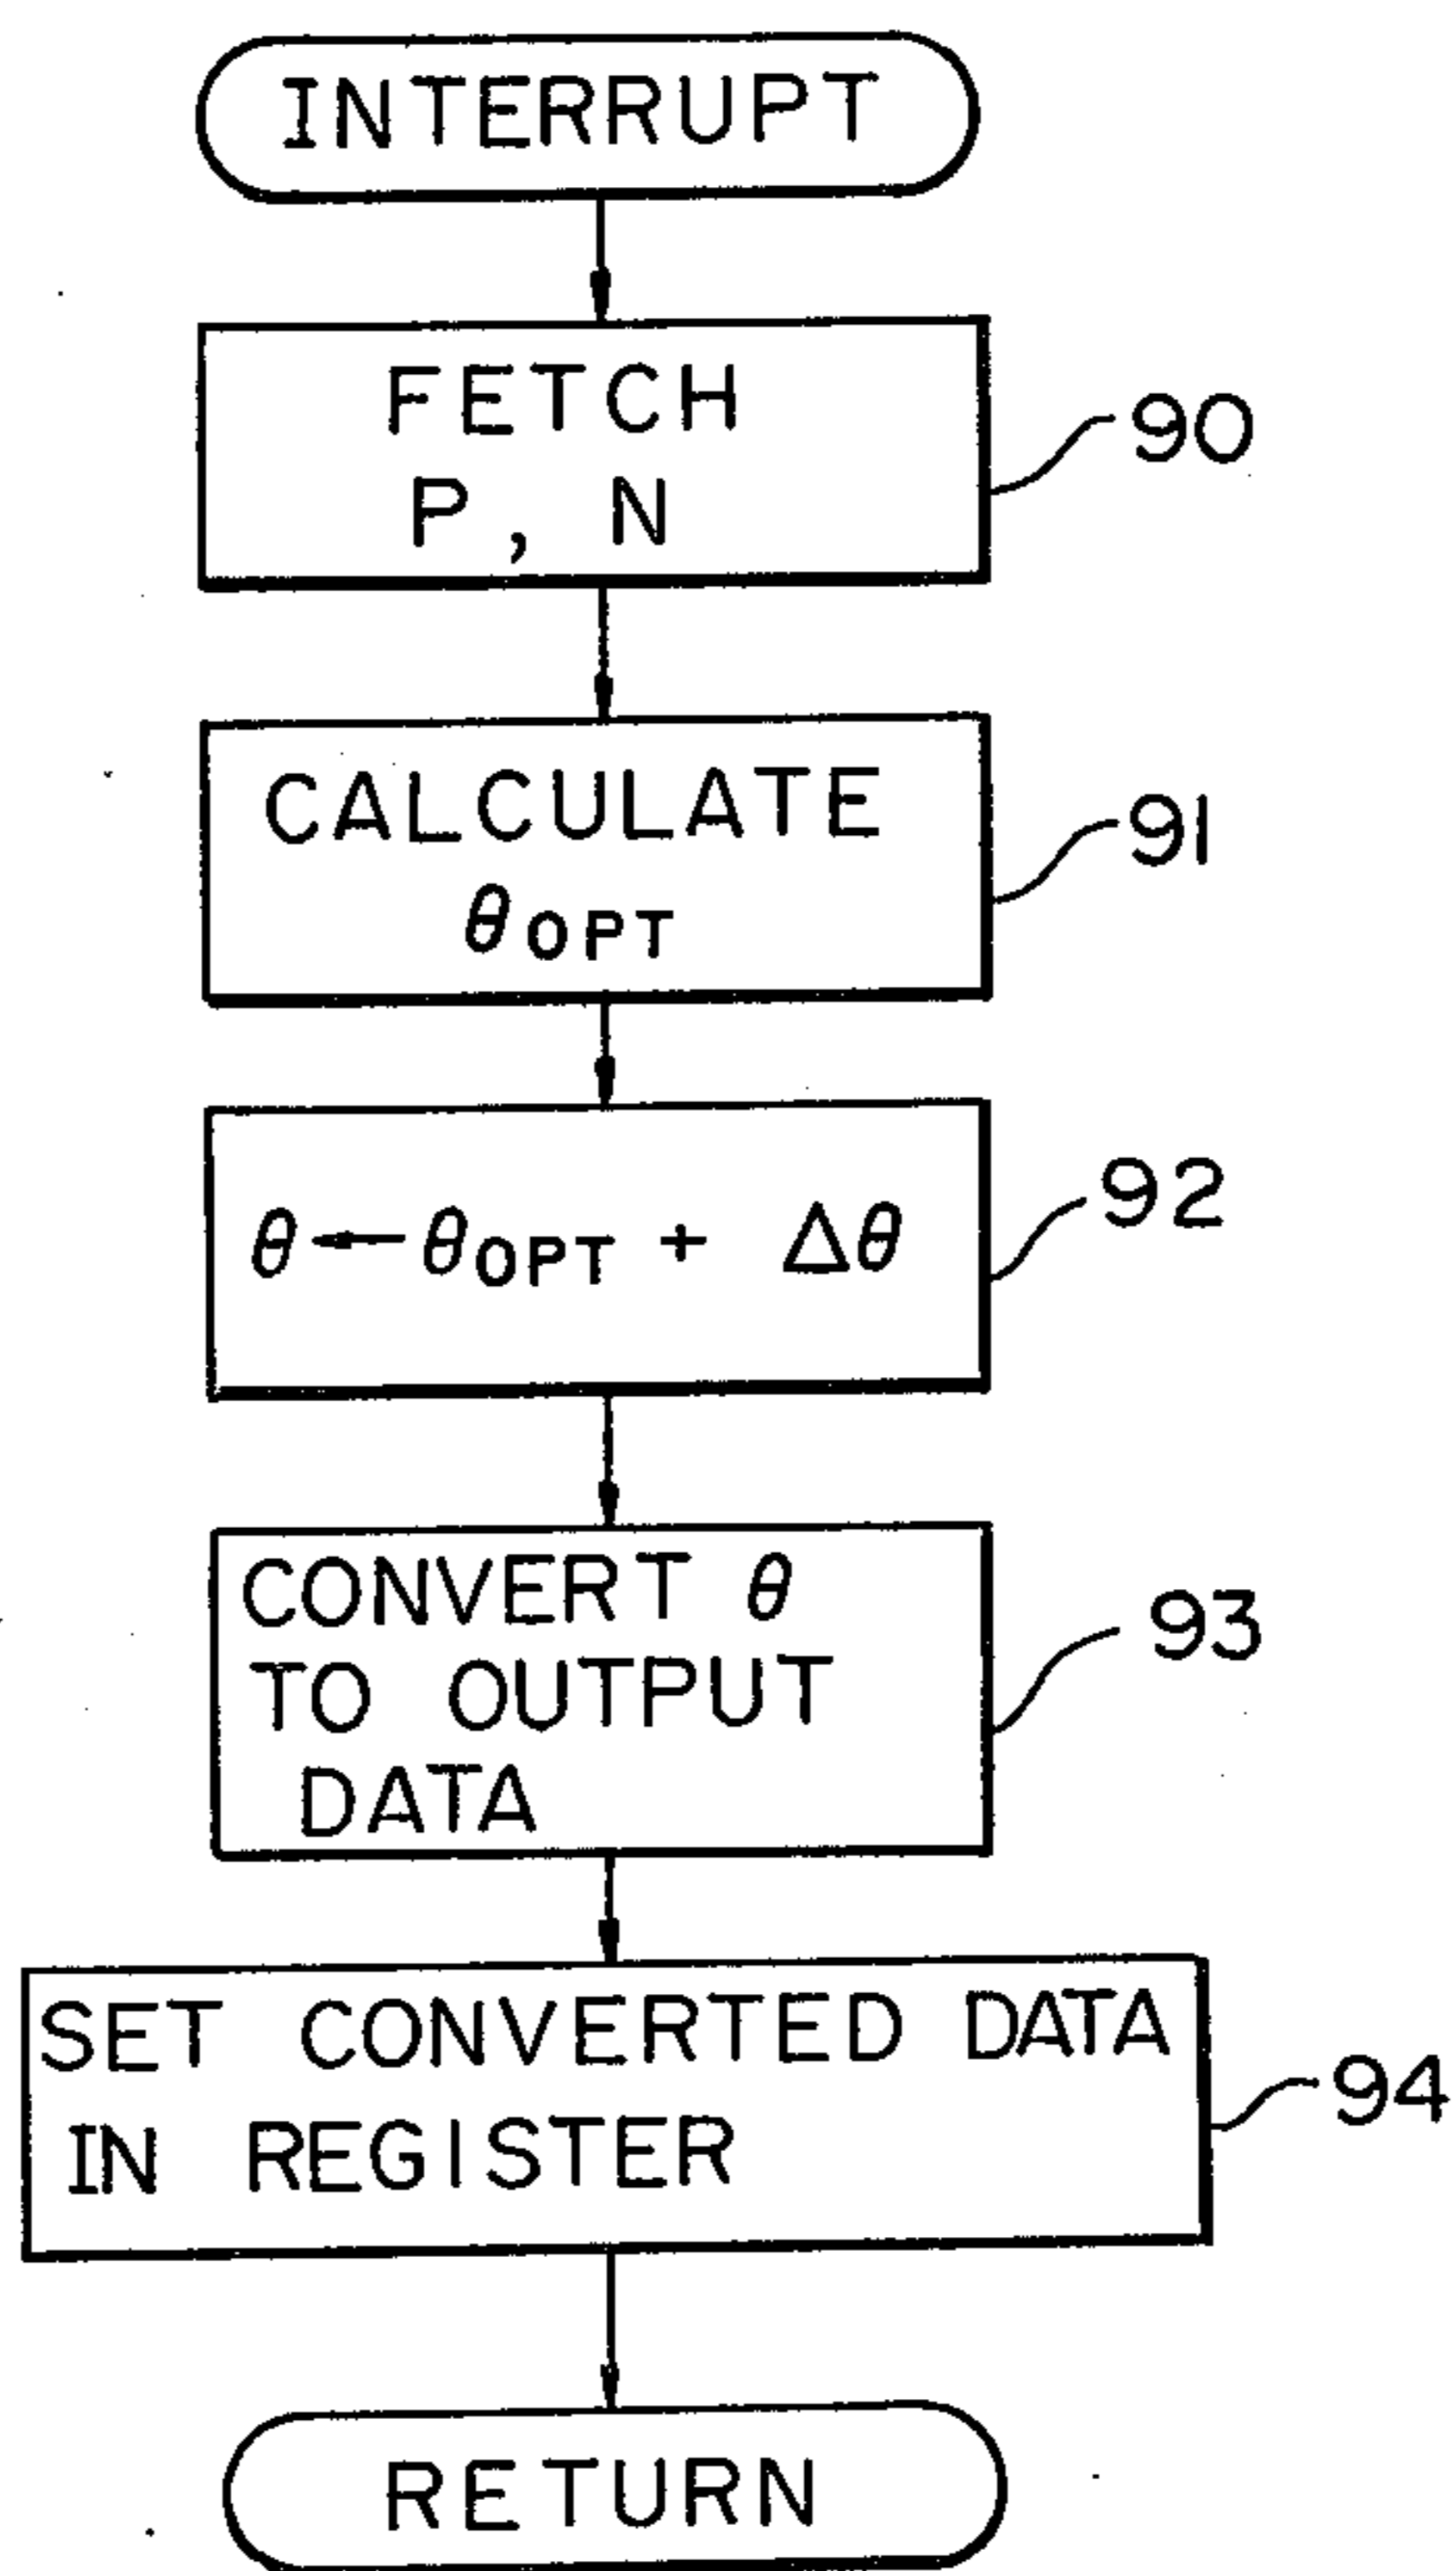 INTERRUPT
FETCH
P, N
90
CALCULATE
θOPT
91
θ ← θOPT + Δθ
92
CONVERT θ
TO OUTPUT
DATA
93
SET CONVERTED DATA
IN REGISTER
94
RETURN